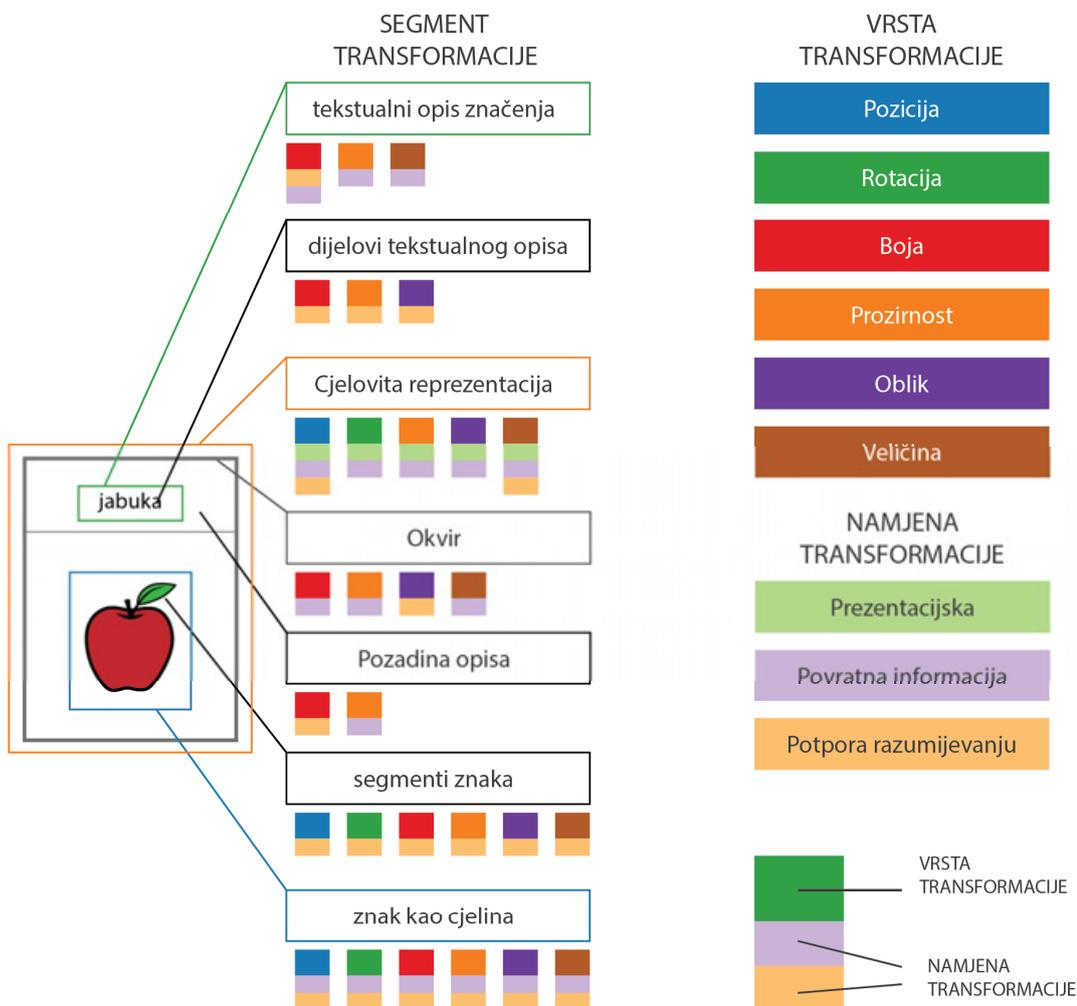 SEGMENT
TRANSFORMACIJE
tekstualni opis značenja
dijelovi tekstualnog opisa
Cjelovita reprezentacija
jabuka
Okvir
Pozadina opisa
segmenti znaka
znak kao cjelina
VRSTA
TRANSFORMACIJE
Pozicija
Rotacija
Boja
Prozirnost
Oblik
Veličina
NAMJENA
TRANSFORMACIJE
Prezentacijska
Povratna informacija
Potpora razumijevanju
VRSTA
TRANSFORMACIJE
NAMJENA
TRANSFORMACIJE